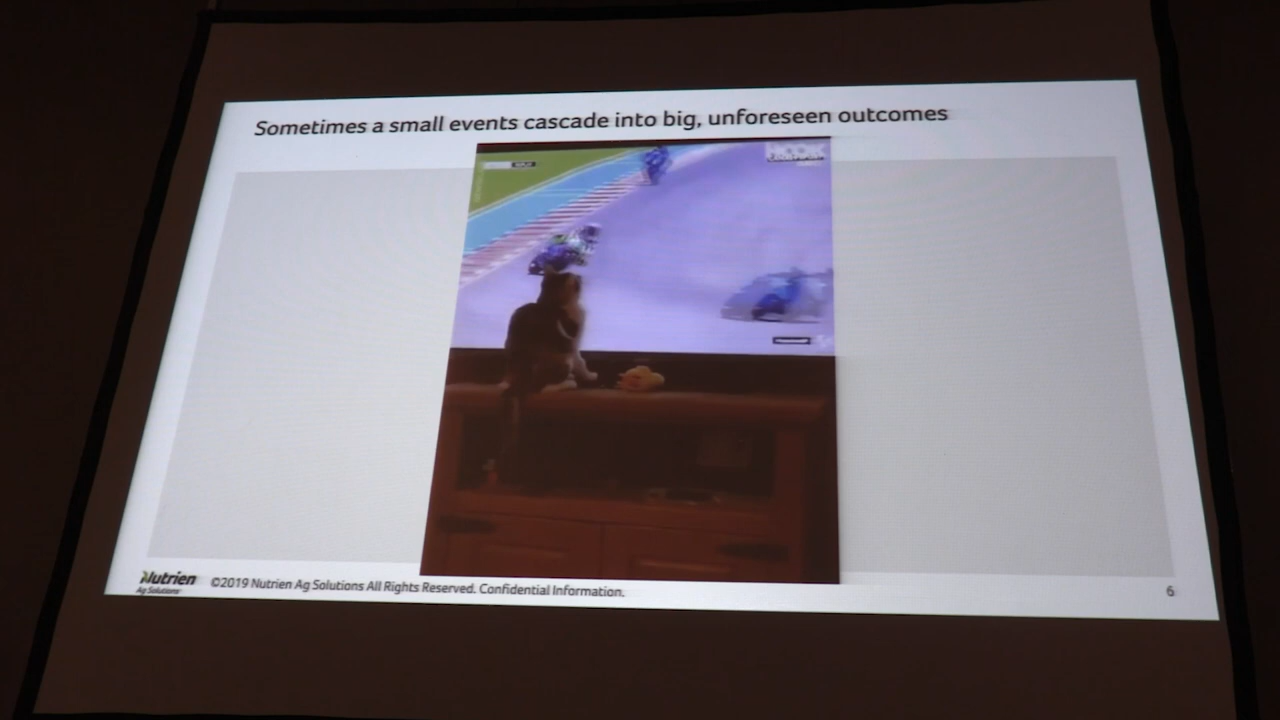 Sometimes a small events cascade into big, unforeseen outcomes
Nutrien
Ag Solutions
©2019 Nutrien Ag Solutions All Rights Reserved. Confidential Information.
6